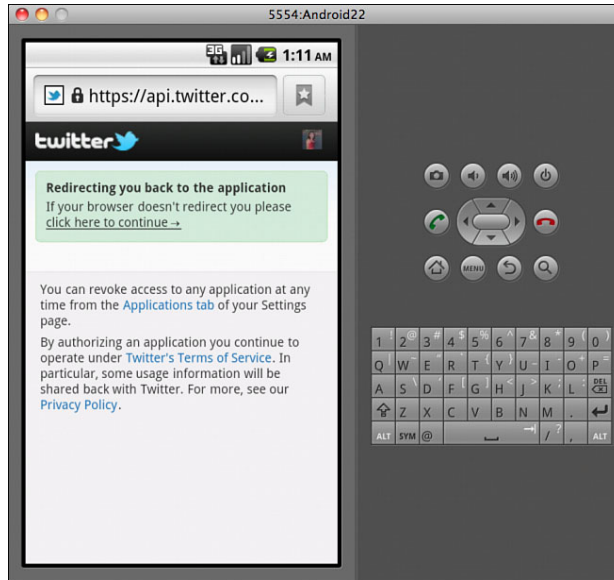 5554:Android22
3G 1:11 AM
https://api.twitter.co...
twitter
Redirecting you back to the application
If your browser doesn't redirect you please
click here to continue →
You can revoke access to any application at any
time from the Applications tab of your Settings
page.
By authorizing an application you continue to
operate under Twitter's Terms of Service. In
particular, some usage information will be
shared back with Twitter. For more, see our
Privacy Policy.
MENU
1 ! 2 @ 3 # 4 $ 5 % 6 ^ 7 & 8 * 9 ( 0 )
Q | W ~ E " R ` T { Y } U _ I - O + P =
A S \ D ' F [ G ] H < J > K ; L : DEL
Z X C V B N M .
ALT SYM @ / ? , ALT